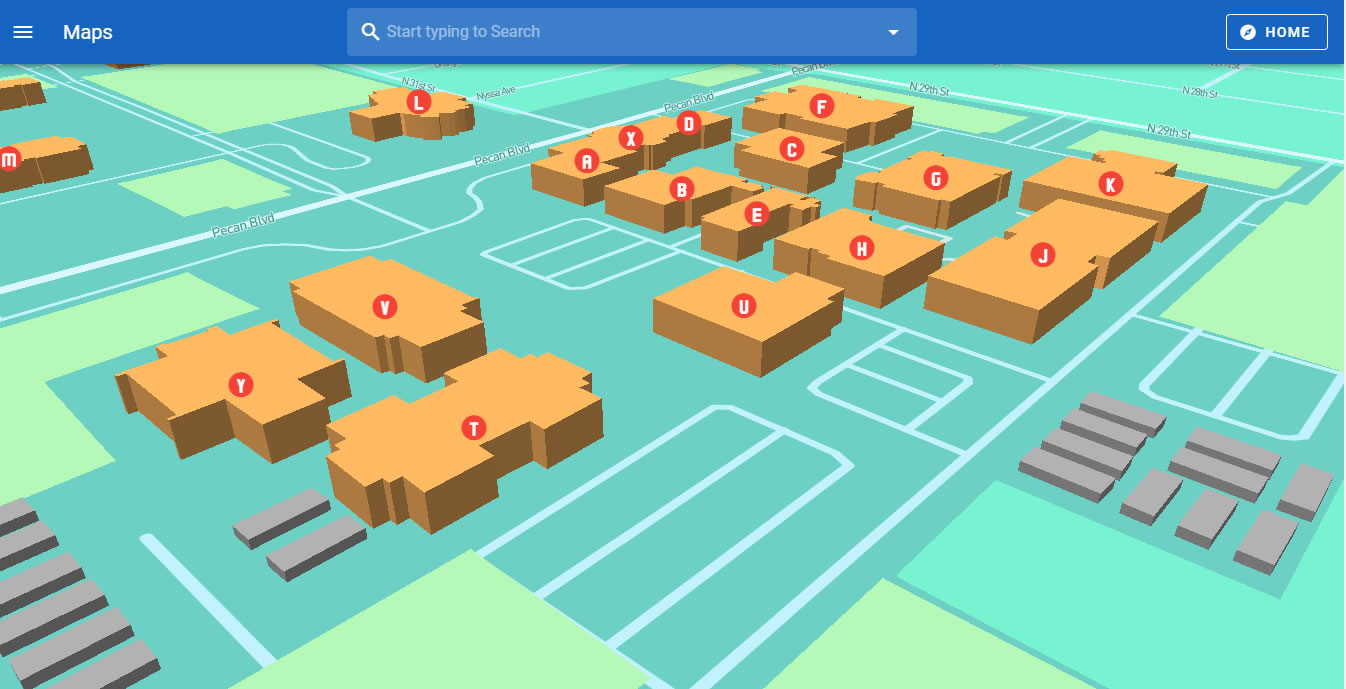 Maps
Start typing to Search
HOME
N 31st St
Nyssa Ave
Pecan Blvd
Pecan Blvd
Pecan Blvd
N 29th St
N 28th St
N 29th St
L
F
D
X
C
A
M
B
G
K
E
H
J
V
U
Y
T